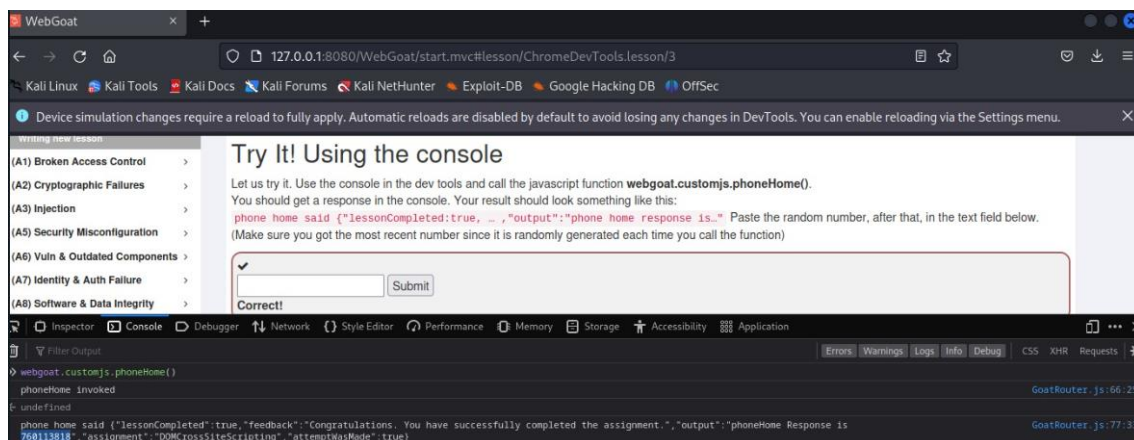 WebGoat × +
127.0.0.1:8080/WebGoat/start.mvc#lesson/ChromeDevTools.lesson/3
Kali Linux Kali Tools Kali Docs Kali Forums Kali NetHunter Exploit-DB Google Hacking DB OffSec
Device simulation changes require a reload to fully apply. Automatic reloads are disabled by default to avoid losing any changes in DevTools. You can enable reloading via the Settings menu. ×
Writing new lesson
(A1) Broken Access Control ›
(A2) Cryptographic Failures ›
(A3) Injection ›
(A5) Security Misconfiguration ›
(A6) Vuln & Outdated Components ›
(A7) Identity & Auth Failure ›
(A8) Software & Data Integrity ›
Try It! Using the console
Let us try it. Use the console in the dev tools and call the javascript function webgoat.customjs.phoneHome().
You should get a response in the console. Your result should look something like this:
phone home said {"lessonCompleted:true, … ,"output":"phone home response is…" Paste the random number, after that, in the text field below.
(Make sure you got the most recent number since it is randomly generated each time you call the function)
✔
Submit
Correct!
Inspector Console Debugger Network Style Editor Performance Memory Storage Accessibility Application
Filter Output Errors Warnings Logs Info Debug CSS XHR Requests
webgoat.customjs.phoneHome()
phoneHome invoked GoatRouter.js:66:25
undefined
phone home said {"lessonCompleted":true,"feedback":"Congratulations. You have successfully completed the assignment.","output":"phoneHome Response is GoatRouter.js:77:3
760113818","assignment":"DOMCrossSiteScripting","attemptWasMade":true}